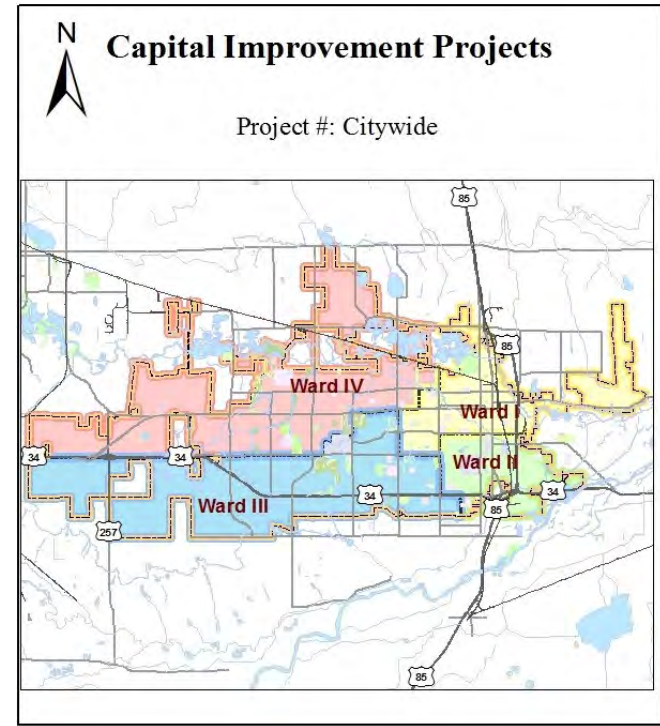 N
Capital Improvement Projects
Project #: Citywide
85
85
Ward IV
Ward I
34
34
Ward II
Ward III
34
34
85
257
85